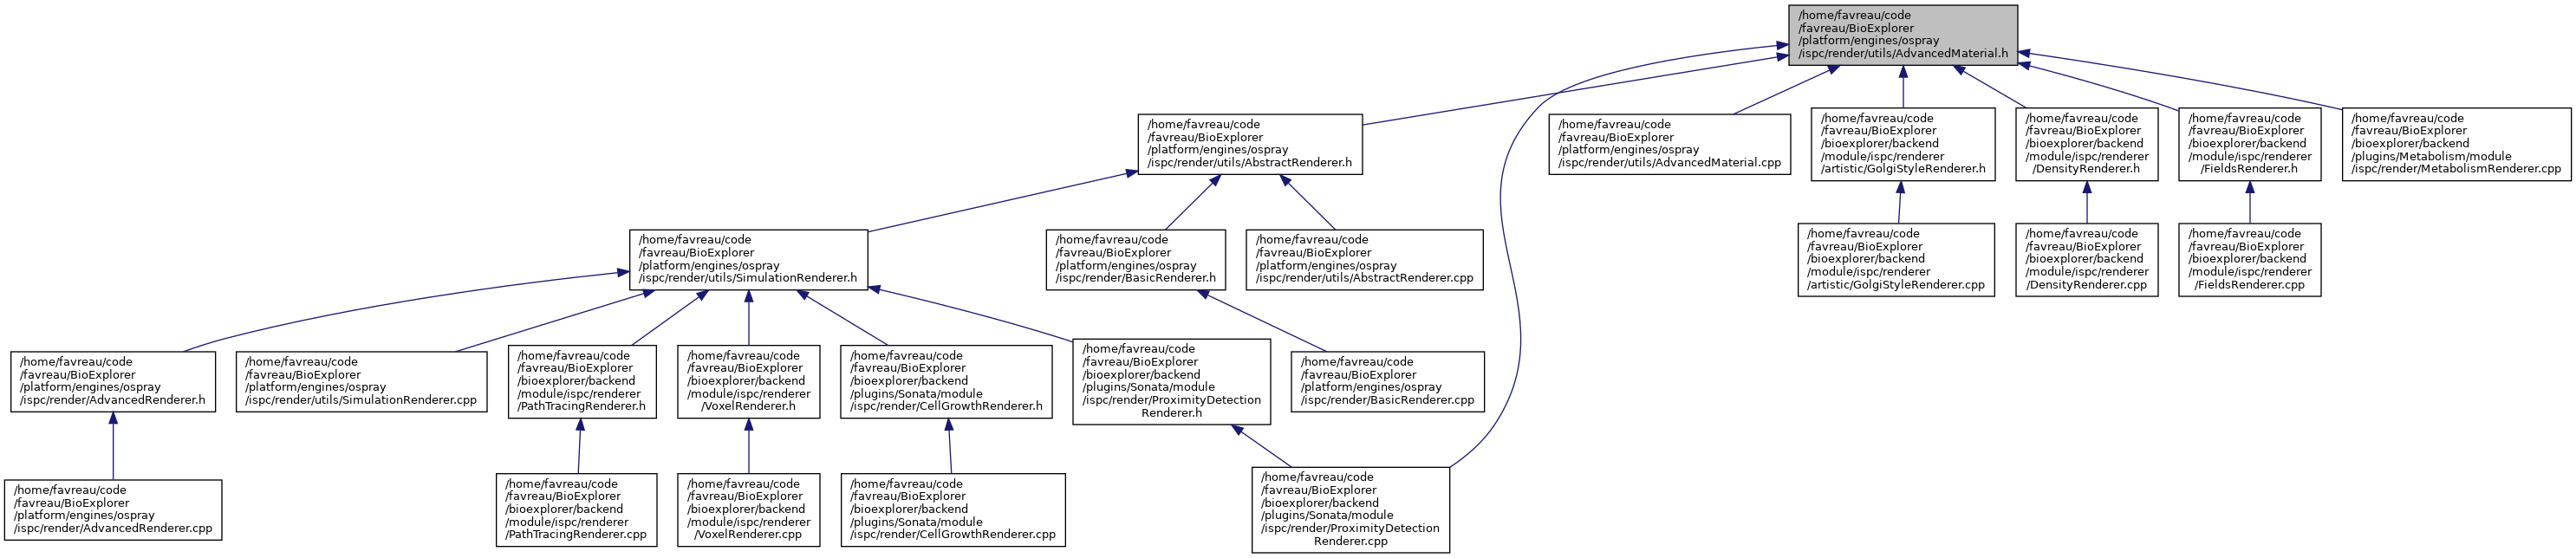 /home/favreau/code
/favreau/BioExplorer
/platform/engines/ospray
/ispc/render/utils/AdvancedMaterial.h
/home/favreau/code
/favreau/BioExplorer
/platform/engines/ospray
/ispc/render/utils/AbstractRenderer.h
/home/favreau/code
/favreau/BioExplorer
/platform/engines/ospray
/ispc/render/utils/AdvancedMaterial.cpp
/home/favreau/code
/favreau/BioExplorer
/bioexplorer/backend
/module/ispc/renderer
/artistic/GolgiStyleRenderer.h
/home/favreau/code
/favreau/BioExplorer
/bioexplorer/backend
/module/ispc/renderer
/DensityRenderer.h
/home/favreau/code
/favreau/BioExplorer
/bioexplorer/backend
/module/ispc/renderer
/FieldsRenderer.h
/home/favreau/code
/favreau/BioExplorer
/bioexplorer/backend
/plugins/Metabolism/module
/ispc/render/MetabolismRenderer.cpp
/home/favreau/code
/favreau/BioExplorer
/platform/engines/ospray
/ispc/render/utils/SimulationRenderer.h
/home/favreau/code
/favreau/BioExplorer
/platform/engines/ospray
/ispc/render/BasicRenderer.h
/home/favreau/code
/favreau/BioExplorer
/platform/engines/ospray
/ispc/render/utils/AbstractRenderer.cpp
/home/favreau/code
/favreau/BioExplorer
/bioexplorer/backend
/module/ispc/renderer
/artistic/GolgiStyleRenderer.cpp
/home/favreau/code
/favreau/BioExplorer
/bioexplorer/backend
/module/ispc/renderer
/DensityRenderer.cpp
/home/favreau/code
/favreau/BioExplorer
/bioexplorer/backend
/module/ispc/renderer
/FieldsRenderer.cpp
/home/favreau/code
/favreau/BioExplorer
/platform/engines/ospray
/ispc/render/AdvancedRenderer.h
/home/favreau/code
/favreau/BioExplorer
/platform/engines/ospray
/ispc/render/utils/SimulationRenderer.cpp
/home/favreau/code
/favreau/BioExplorer
/bioexplorer/backend
/module/ispc/renderer
/PathTracingRenderer.h
/home/favreau/code
/favreau/BioExplorer
/bioexplorer/backend
/module/ispc/renderer
/VoxelRenderer.h
/home/favreau/code
/favreau/BioExplorer
/bioexplorer/backend
/plugins/Sonata/module
/ispc/render/CellGrowthRenderer.h
/home/favreau/code
/favreau/BioExplorer
/bioexplorer/backend
/plugins/Sonata/module
/ispc/render/ProximityDetection
Renderer.h
/home/favreau/code
/favreau/BioExplorer
/platform/engines/ospray
/ispc/render/BasicRenderer.cpp
/home/favreau/code
/favreau/BioExplorer
/platform/engines/ospray
/ispc/render/AdvancedRenderer.cpp
/home/favreau/code
/favreau/BioExplorer
/bioexplorer/backend
/module/ispc/renderer
/PathTracingRenderer.cpp
/home/favreau/code
/favreau/BioExplorer
/bioexplorer/backend
/module/ispc/renderer
/VoxelRenderer.cpp
/home/favreau/code
/favreau/BioExplorer
/bioexplorer/backend
/plugins/Sonata/module
/ispc/render/CellGrowthRenderer.cpp
/home/favreau/code
/favreau/BioExplorer
/bioexplorer/backend
/plugins/Sonata/module
/ispc/render/ProximityDetection
Renderer.cpp